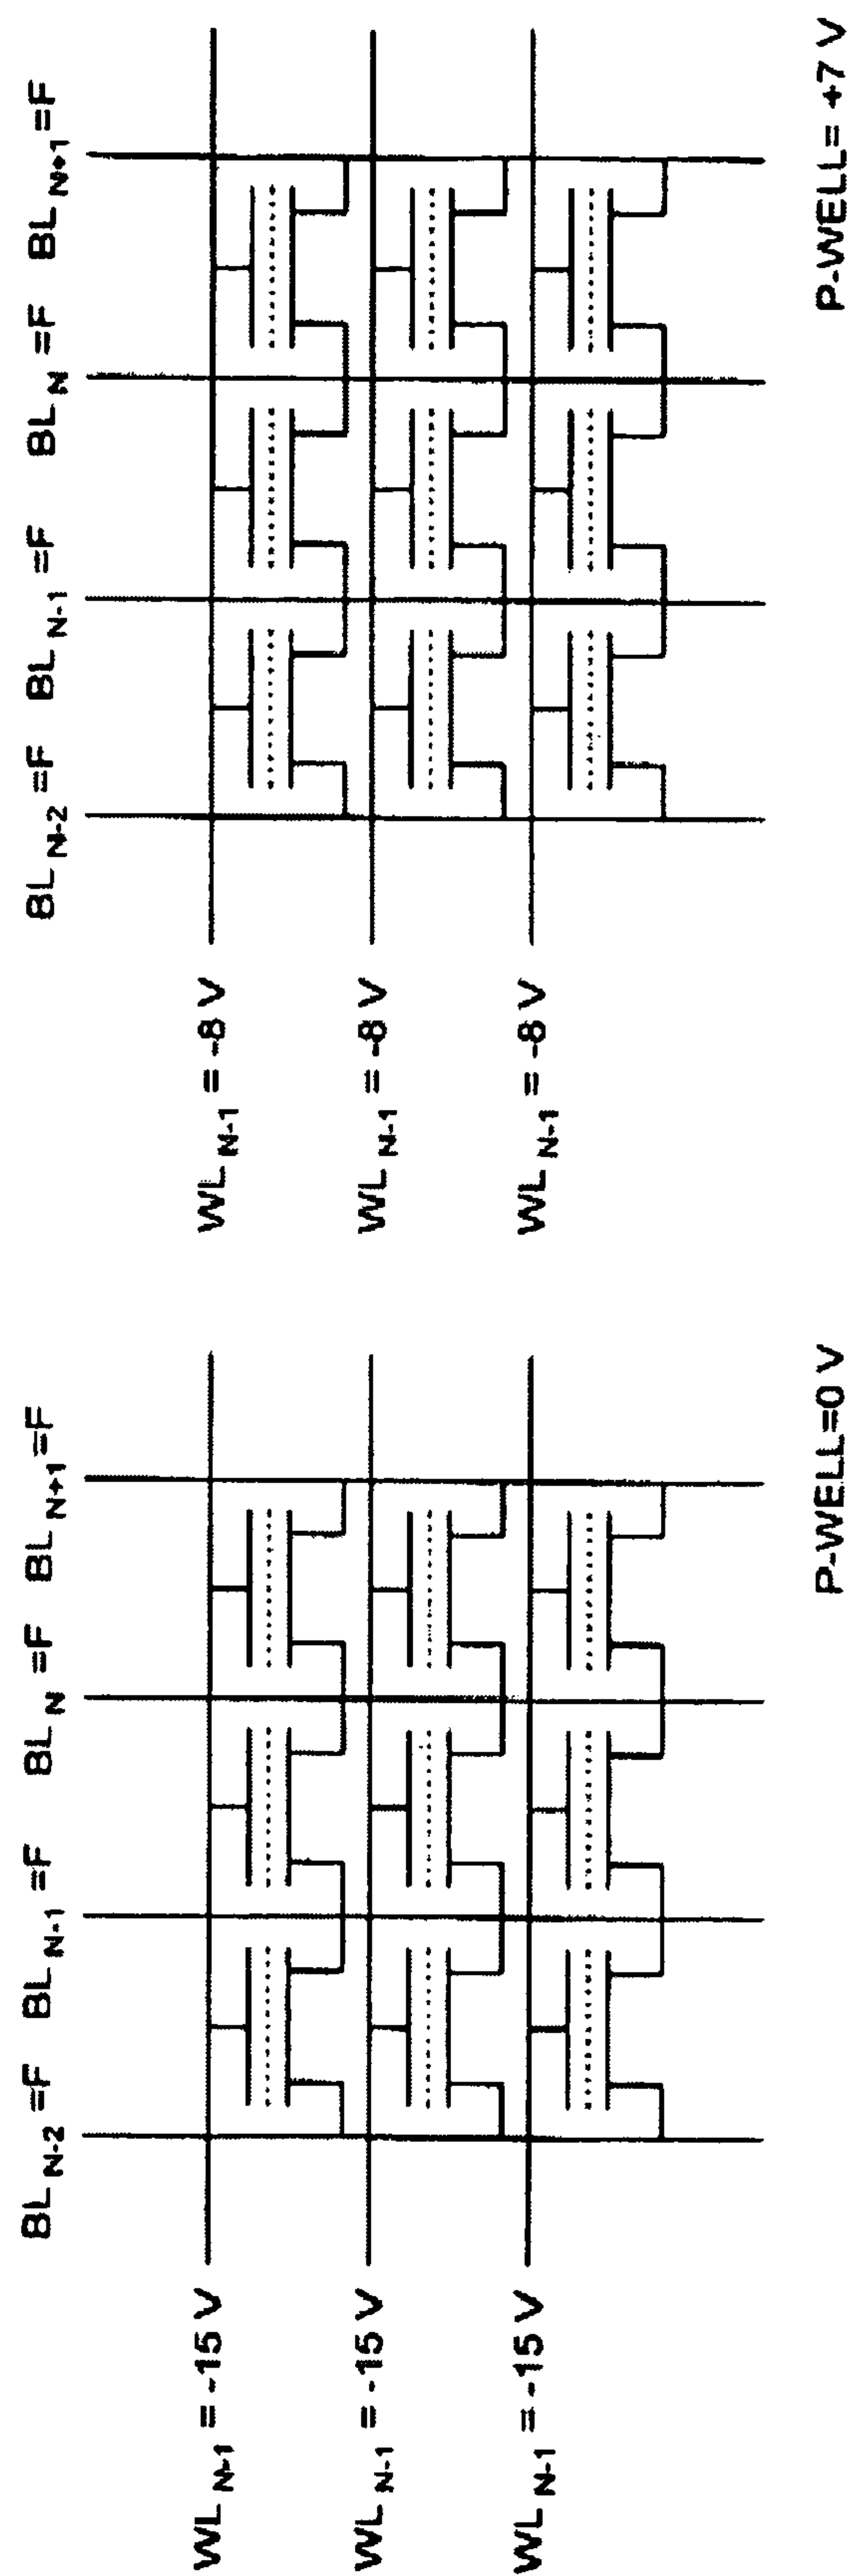 BL N-2 =F BL N-1 =F BL N =F BL N+1 =F
WL N-1 = -15 V
WL N-1 = -15 V
WL N-1 = -15 V
P-WELL=0 V
BL N-2 =F BL N-1 =F BL N =F BL N+1 =F
WL N-1 = -8 V
WL N-1 = -8 V
WL N-1 = -8 V
P-WELL= +7 V